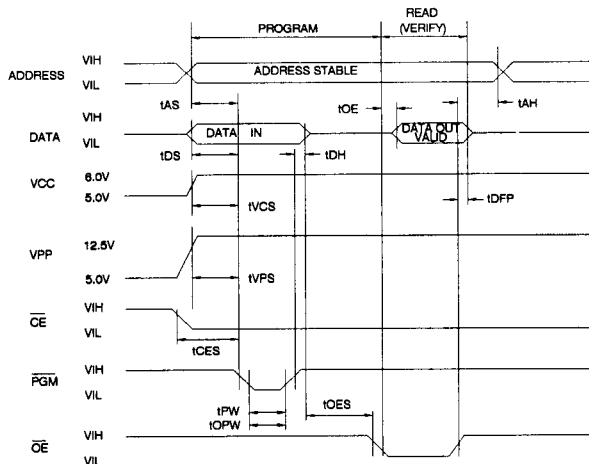 PROGRAM
READ
(VERIFY)
ADDRESS
VIH
VIL
ADDRESS STABLE
tAS
tOE
tAH
DATA
VIH
VIL
DATA IN
DATA OUT
VALID
tDS
tDH
VCC
6.0V
5.0V
tVCS
tDFP
VPP
12.5V
5.0V
tVPS
CE
VIH
VIL
tCES
PGM
VIH
VIL
tPW
tOPW
tOES
OE
VIH
VIL